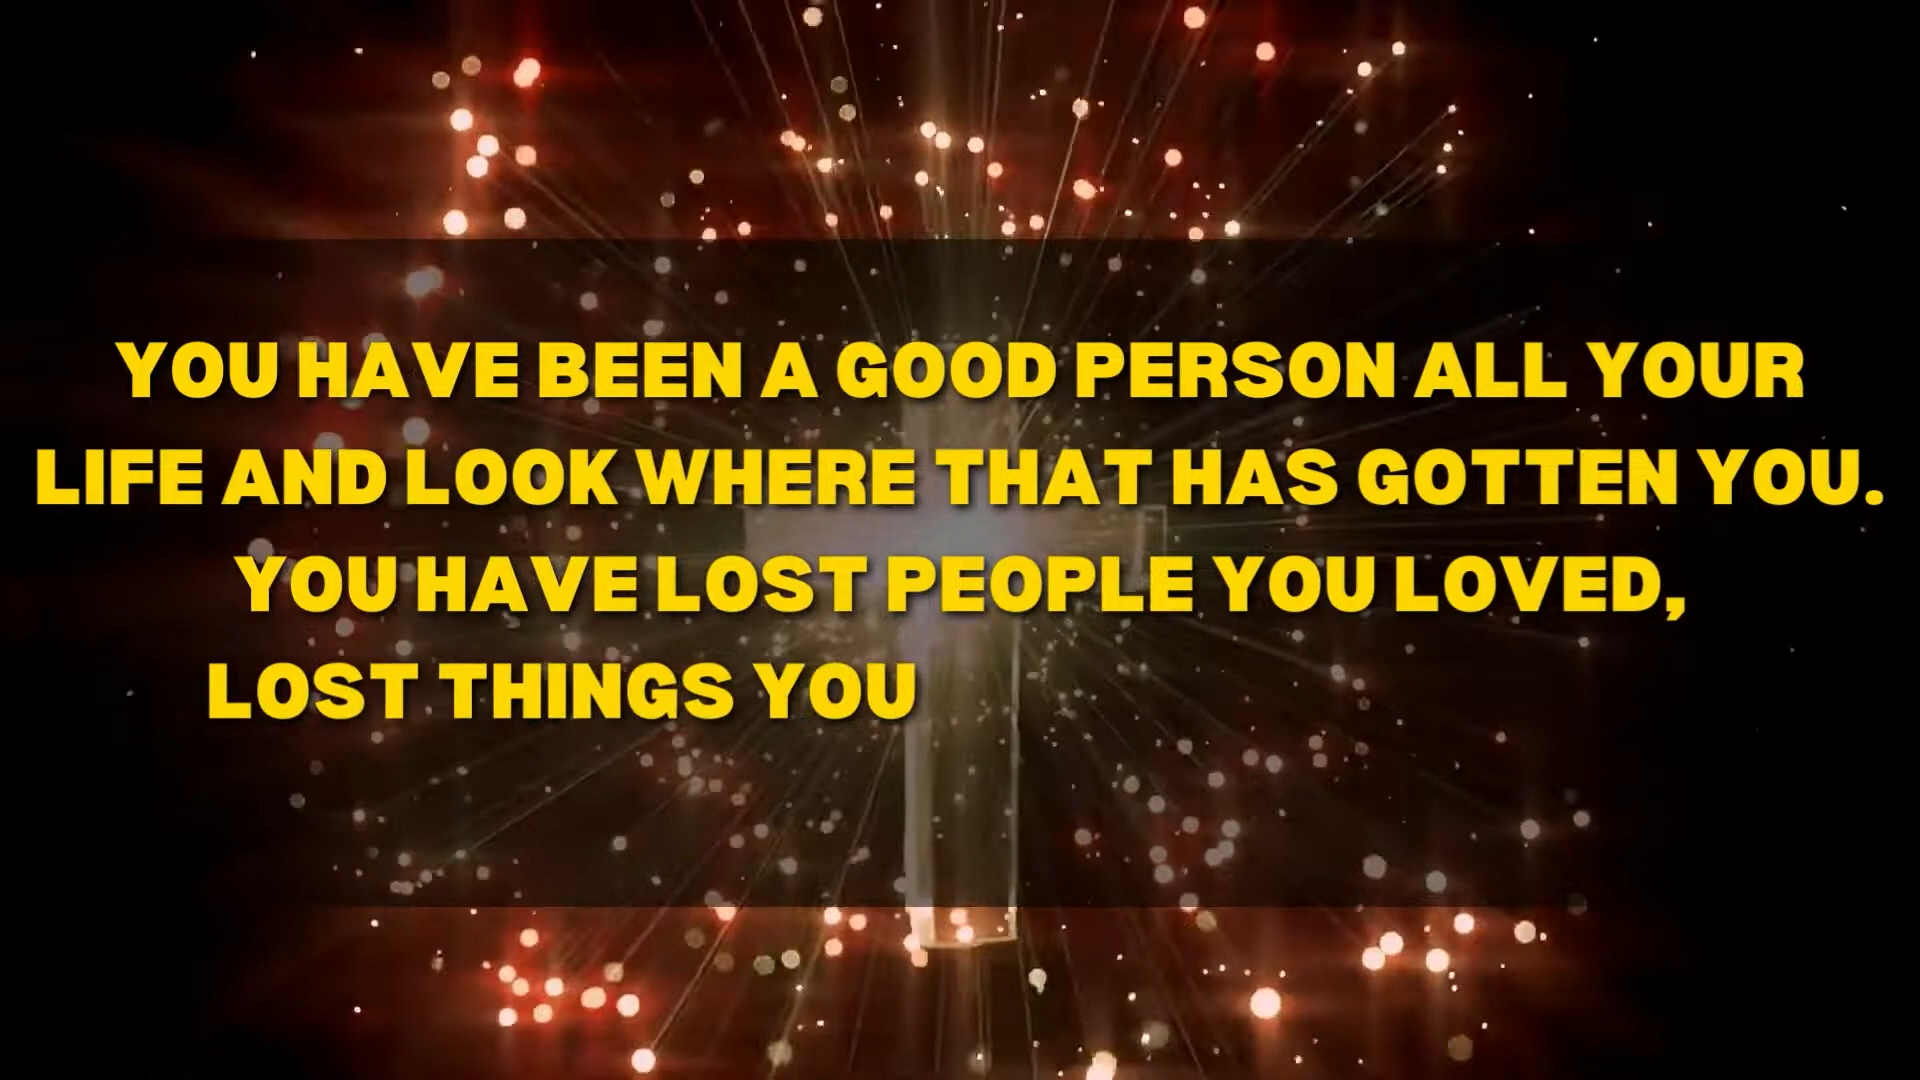 YOU HAVE BEEN A GOOD PERSON ALL YOUR
LIFE AND LOOK WHERE THAT HAS GOTTEN YOU.
YOU HAVE LOST PEOPLE YOU LOVED,
LOST THINGS YOU